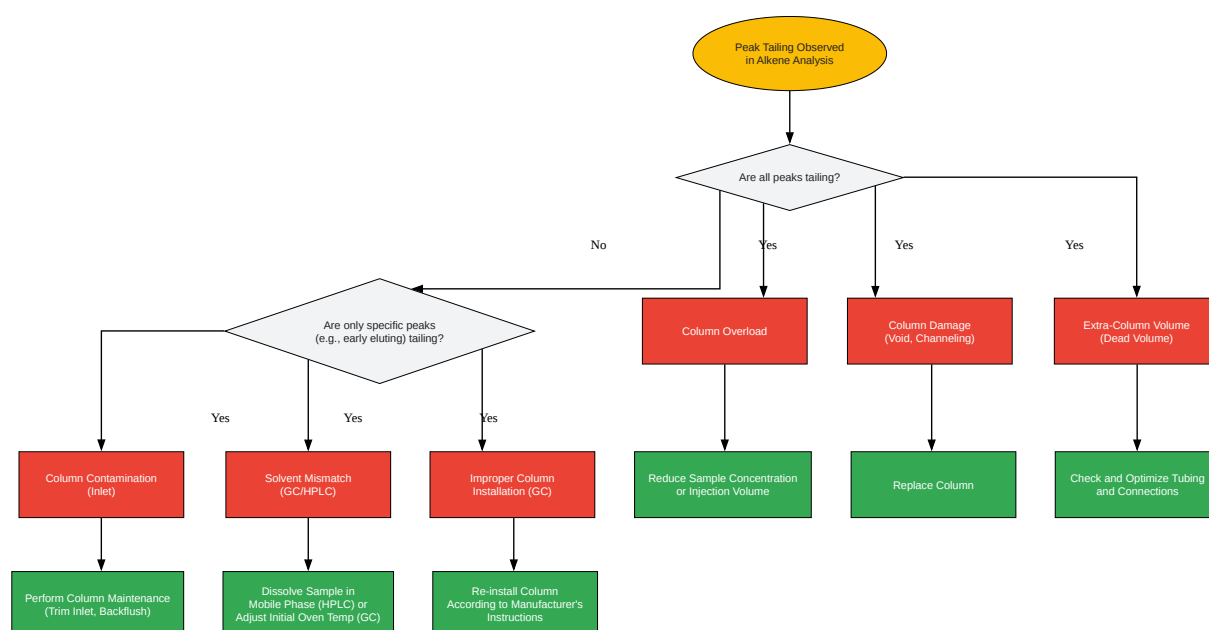 Peak Tailing Observed
in Alkene Analysis
Are all peaks tailing?
No
Yes
Yes
Yes
Are only specific peaks
(e.g., early eluting) tailing?
Column Overload
Column Damage
(Void, Channeling)
Extra-Column Volume
(Dead Volume)
Yes
Yes
Yes
Column Contamination
(Inlet)
Solvent Mismatch
(GC/HPLC)
Improper Column
Installation (GC)
Reduce Sample Concentration
or Injection Volume
Replace Column
Check and Optimize Tubing
and Connections
Perform Column Maintenance
(Trim Inlet, Backflush)
Dissolve Sample in
Mobile Phase (HPLC) or
Adjust Initial Oven Temp (GC)
Re-install Column
According to Manufacturer's
Instructions